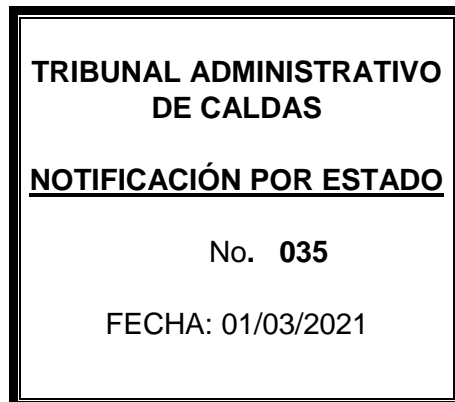 TRIBUNAL ADMINISTRATIVO
DE CALDAS
NOTIFICACIÓN POR ESTADO
No. 035
FECHA: 01/03/2021